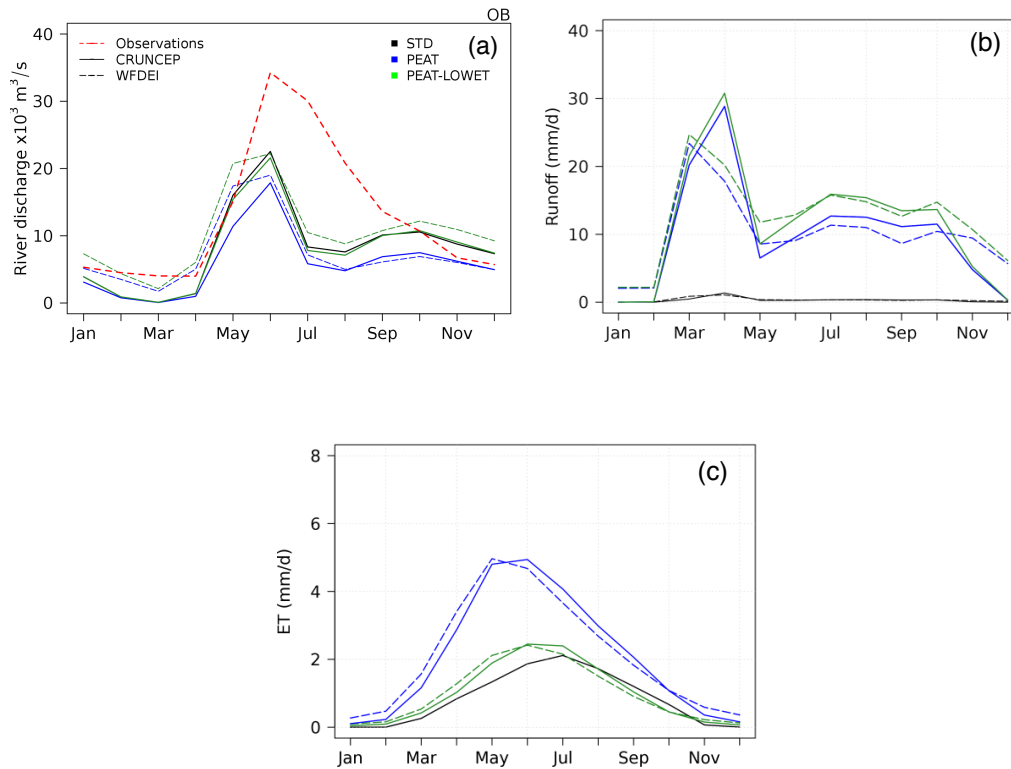 OB
(a)
Observations
CRUNCEP
WFDEI
STD
PEAT
PEAT-LOWET
River discharge x10³ m³/s
40
30
20
10
0
Jan Mar May Jul Sep Nov
(b)
Runoff (mm/d)
40
30
20
10
0
Jan Mar May Jul Sep Nov
(c)
ET (mm/d)
8
6
4
2
0
Jan Mar May Jul Sep Nov